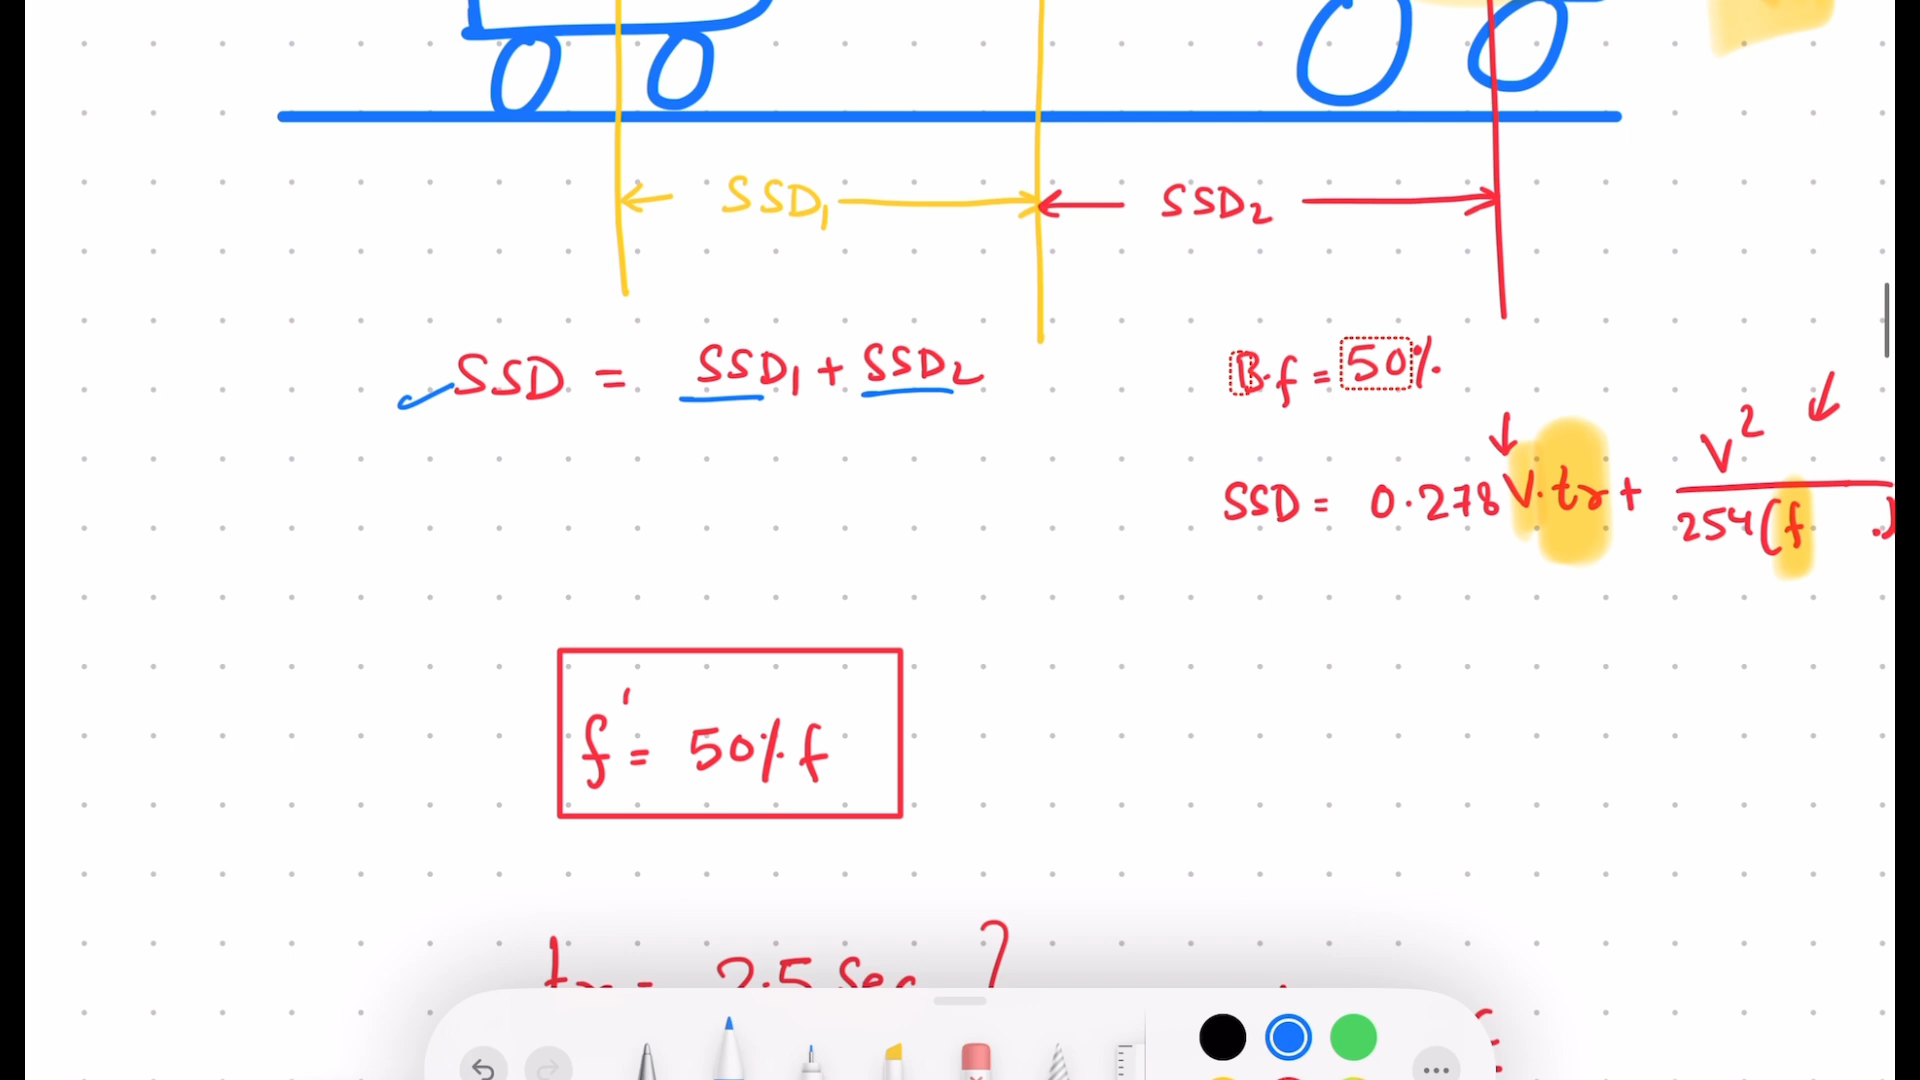 SSD₁ SSD₂
SSD = SSD₁ + SSD₂
B.f = 50%
SSD = 0.278 V.tr + V² / 254(f .)
f' = 50% f
tr = 2.5 Sec ?